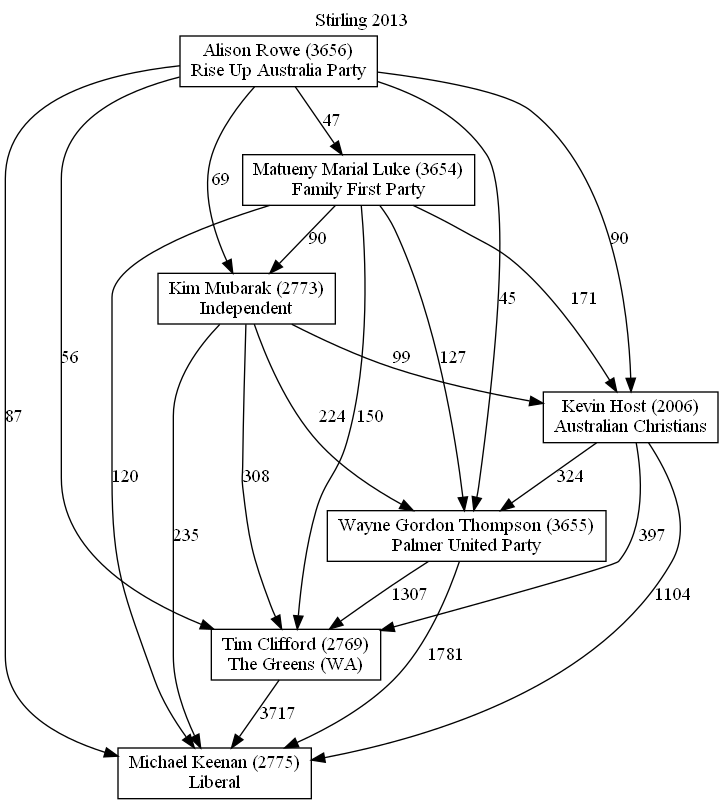 Stirling 2013
Alison Rowe (3656)
Rise Up Australia Party
47
Matueny Marial Luke (3654)
Family First Party
69
90
90
Kim Mubarak (2773)
Independent
45
171
56
99
127
87
224
150
Kevin Host (2006)
Australian Christians
120
308
324
235
Wayne Gordon Thompson (3655)
Palmer United Party
397
1307
1104
Tim Clifford (2769)
The Greens (WA)
1781
3717
Michael Keenan (2775)
Liberal